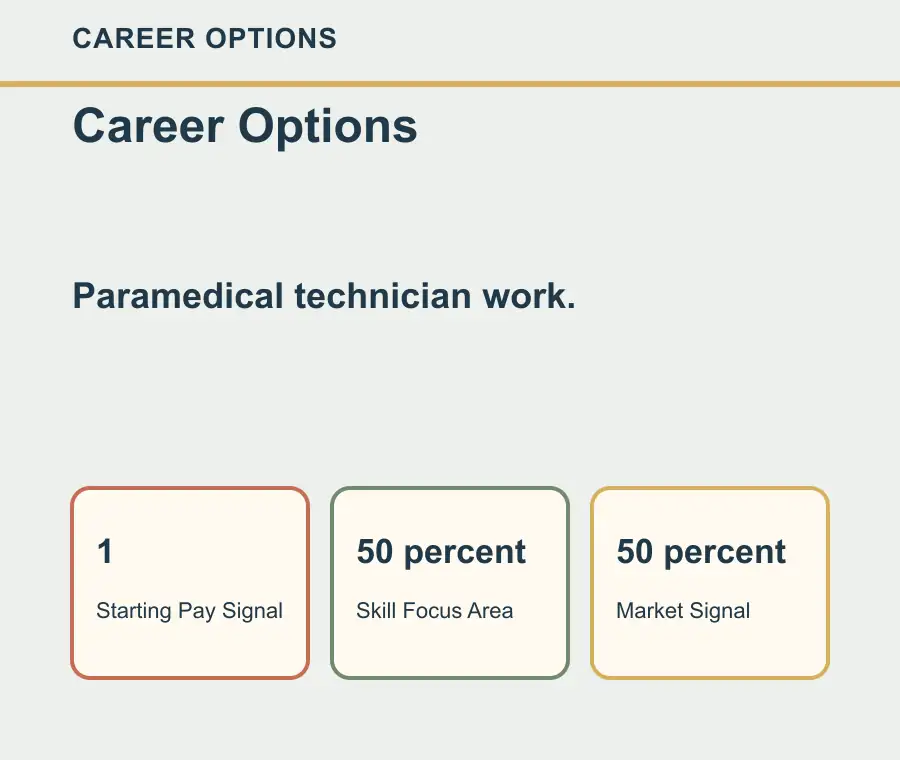 CAREER OPTIONS
Career Options
Paramedical technician work.
1
Starting Pay Signal
50 percent
Skill Focus Area
50 percent
Market Signal